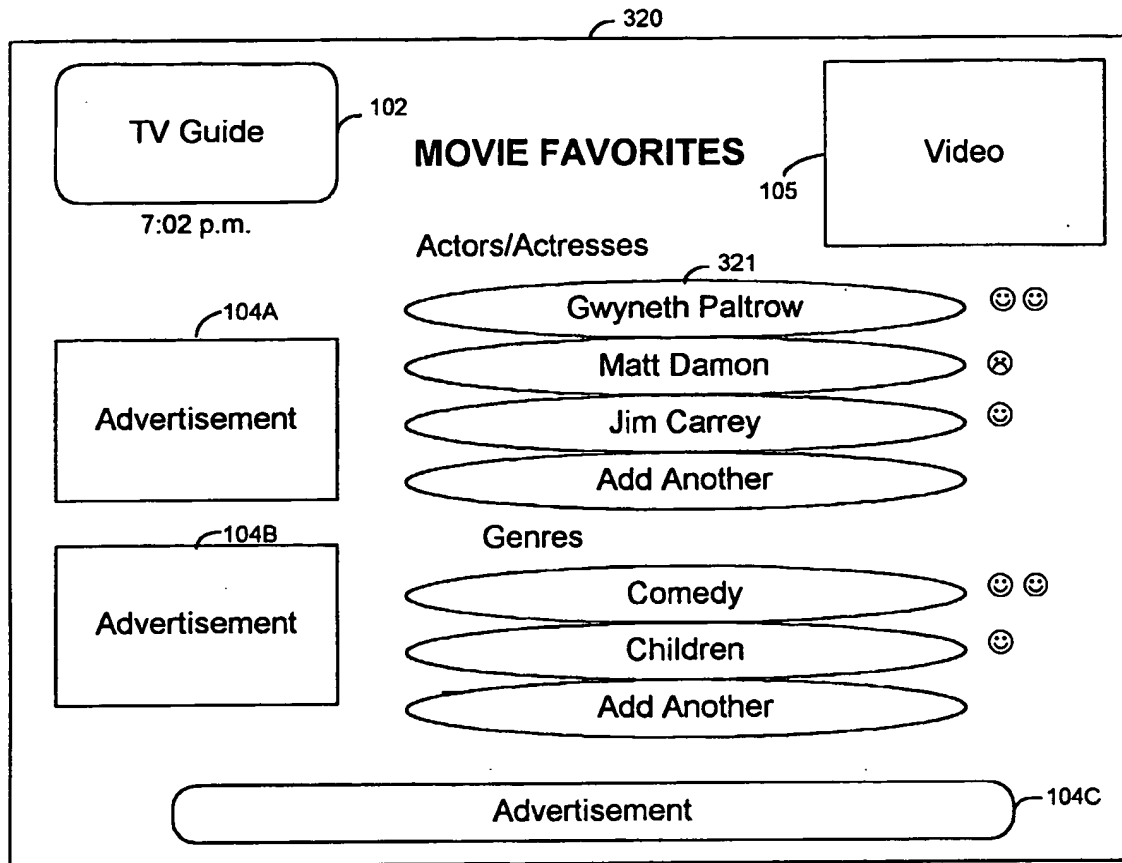 320
TV Guide
102
MOVIE FAVORITES
Video
105
7:02 p.m.
Actors/Actresses
321
Gwyneth Paltrow
104A
Matt Damon
Advertisement
Jim Carrey
Add Another
104B
Genres
Advertisement
Comedy
Children
Add Another
Advertisement
104C